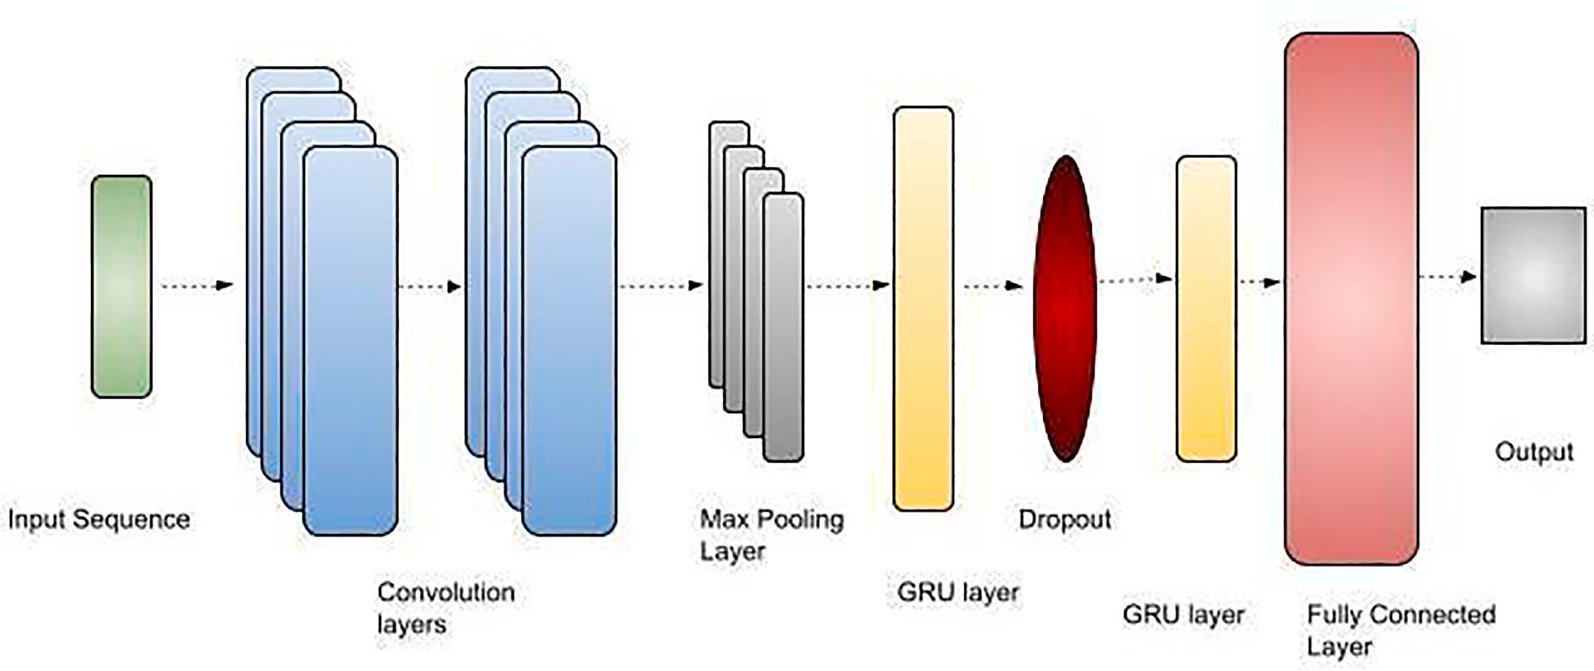 Input Sequence
Convolution
layers
Max Pooling
Layer
GRU layer
Dropout
GRU layer
Fully Connected
Layer
Output